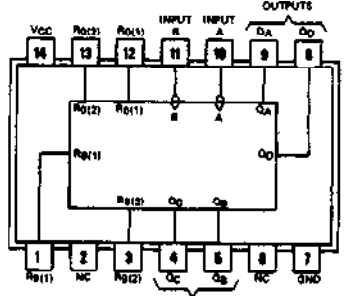 OUTPUTS
VCC R0(2) R0(1) INPUT B INPUT A QA QD
14 13 12 11 10 9 8
R0(2) R0(1) B A QA
R9(1) QD
R9(2) QC QB
1 2 3 4 5 6 7
R9(1) NC R9(2) QC QB NC GND